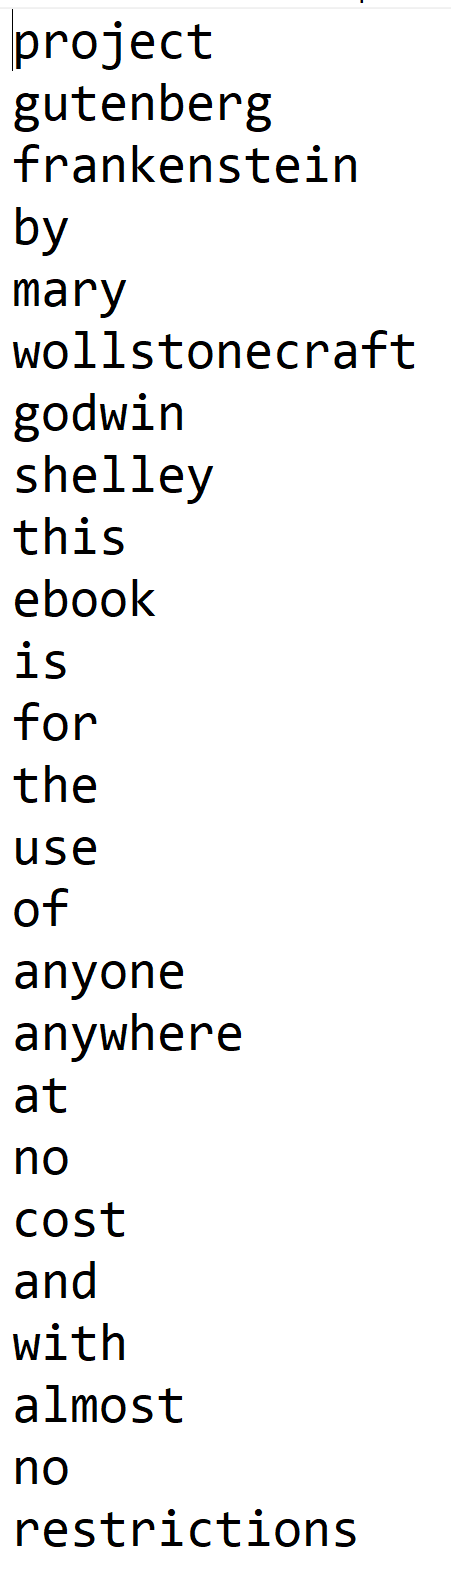 project
gutenberg
frankenstein
by
mary
wollstonecraft
godwin
shelley
this
ebook
is
for
the
use
of
anyone
anywhere
at
no
cost
and
with
almost
no
restrictions